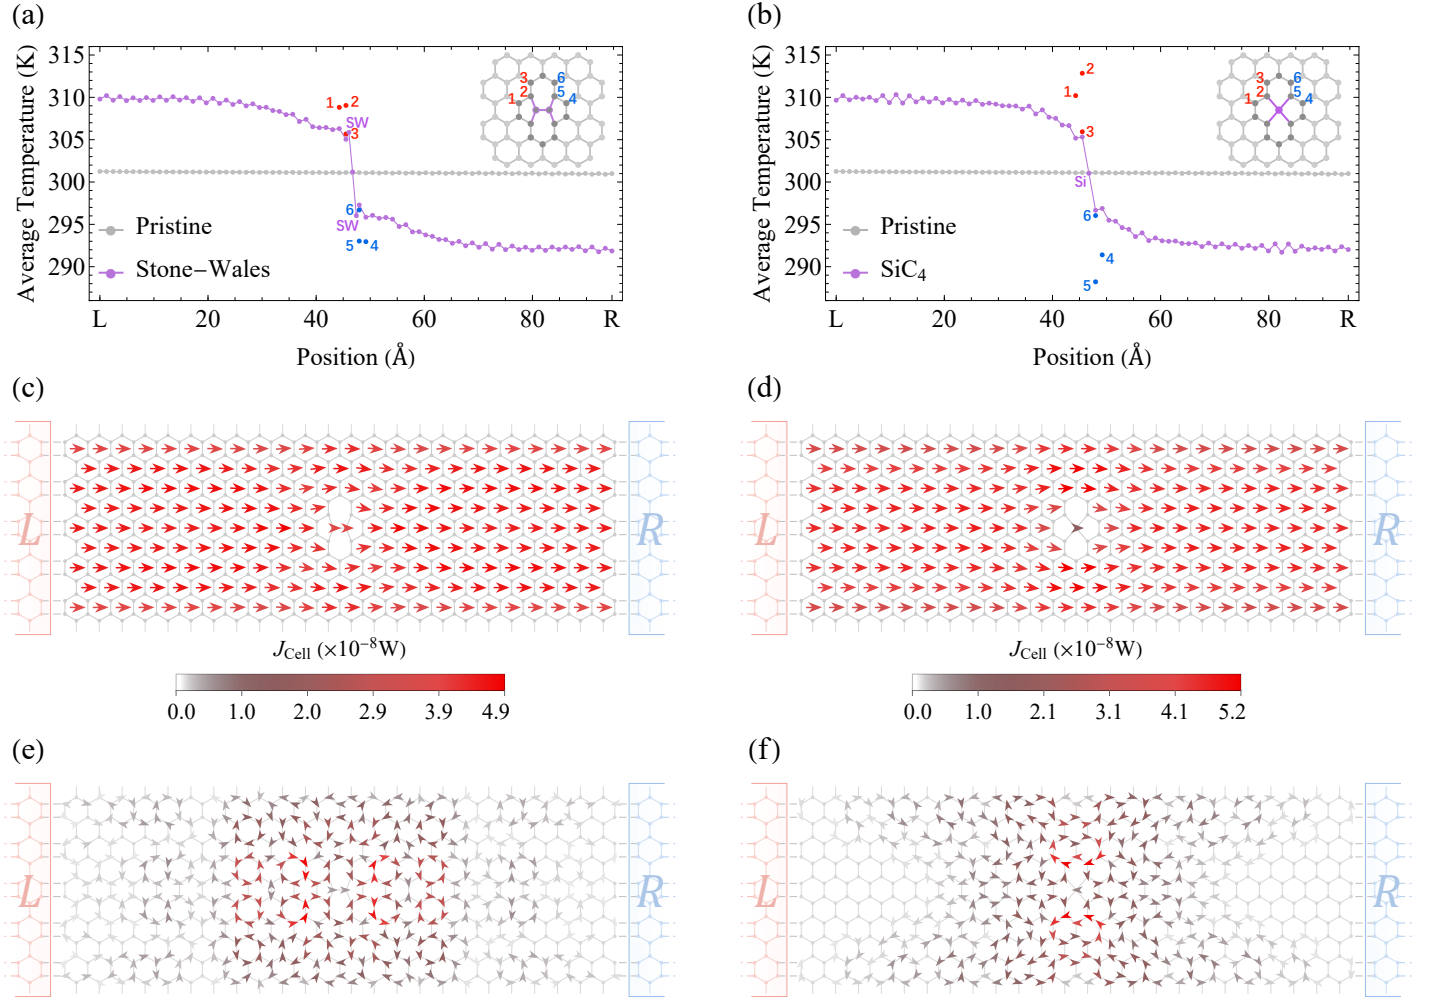 (a)
315
310
305
300
295
290
Average Temperature (K)
1
2
SW
3
6
SW
5
4
3
2
1
6
5
4
Pristine
Stone–Wales
L
20
40
60
80
R
Position (Å)
(b)
315
310
305
300
295
290
Average Temperature (K)
2
1
3
Si
6
4
5
3
2
1
6
5
4
Pristine
SiC4
L
20
40
60
80
R
Position (Å)
(c)
L
R
JCell (×10−8W)
0.0 1.0 2.0 2.9 3.9 4.9
(d)
L
R
JCell (×10−8W)
0.0 1.0 2.1 3.1 4.1 5.2
(e)
L
R
(f)
L
R